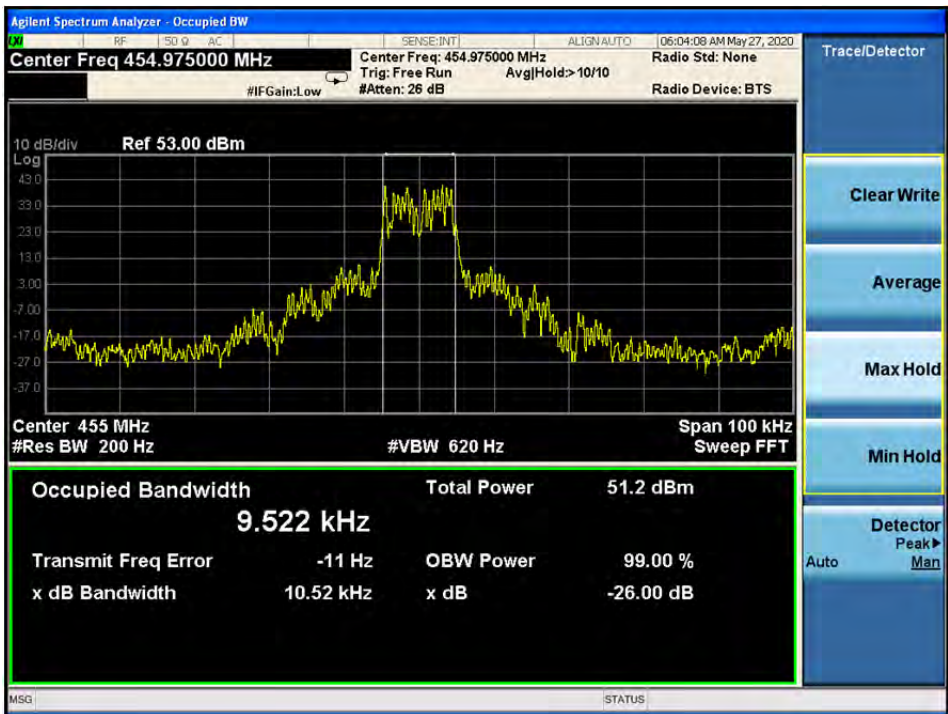 Agilent Spectrum Analyzer - Occupied BW
LXI RF 50 Ω AC SENSE:INT ALIGN AUTO 06:04:08 AM May 27, 2020
Center Freq 454.975000 MHz
Center Freq: 454.975000 MHz
Radio Std: None
Trig: Free Run Avg|Hold:>10/10
#IFGain:Low
#Atten: 26 dB
Radio Device: BTS
10 dB/div Ref 53.00 dBm
Log
43.0
33.0
23.0
13.0
3.00
-7.00
-17.0
-27.0
-37.0
Center 455 MHz Span 100 kHz
#Res BW 200 Hz #VBW 620 Hz Sweep FFT
Occupied Bandwidth Total Power 51.2 dBm
9.522 kHz
Transmit Freq Error -11 Hz OBW Power 99.00 %
x dB Bandwidth 10.52 kHz x dB -26.00 dB
Trace/Detector
Clear Write
Average
Max Hold
Min Hold
Detector
Peak▶
Auto Man
MSG STATUS